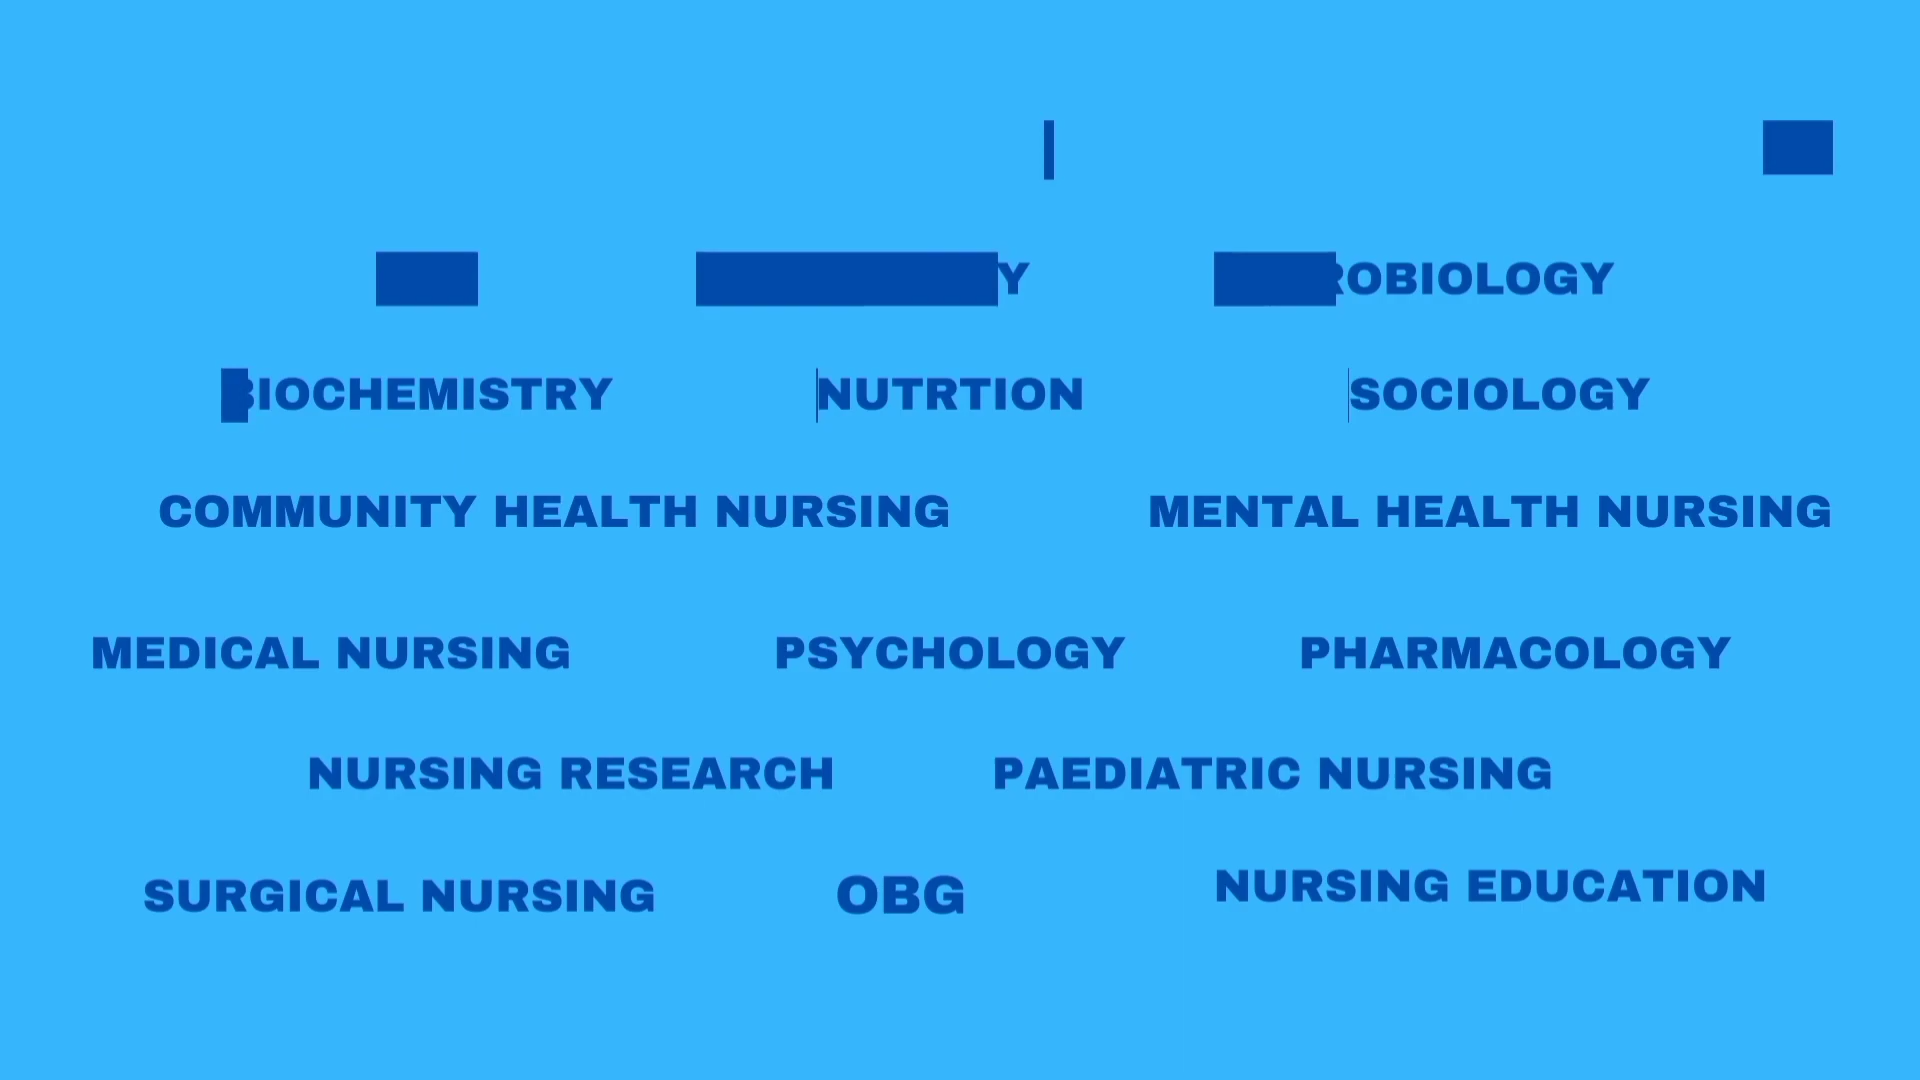 Y ROBIOLOGY
BIOCHEMISTRY NUTRTION SOCIOLOGY
COMMUNITY HEALTH NURSING MENTAL HEALTH NURSING
MEDICAL NURSING PSYCHOLOGY PHARMACOLOGY
NURSING RESEARCH PAEDIATRIC NURSING
SURGICAL NURSING OBG NURSING EDUCATION